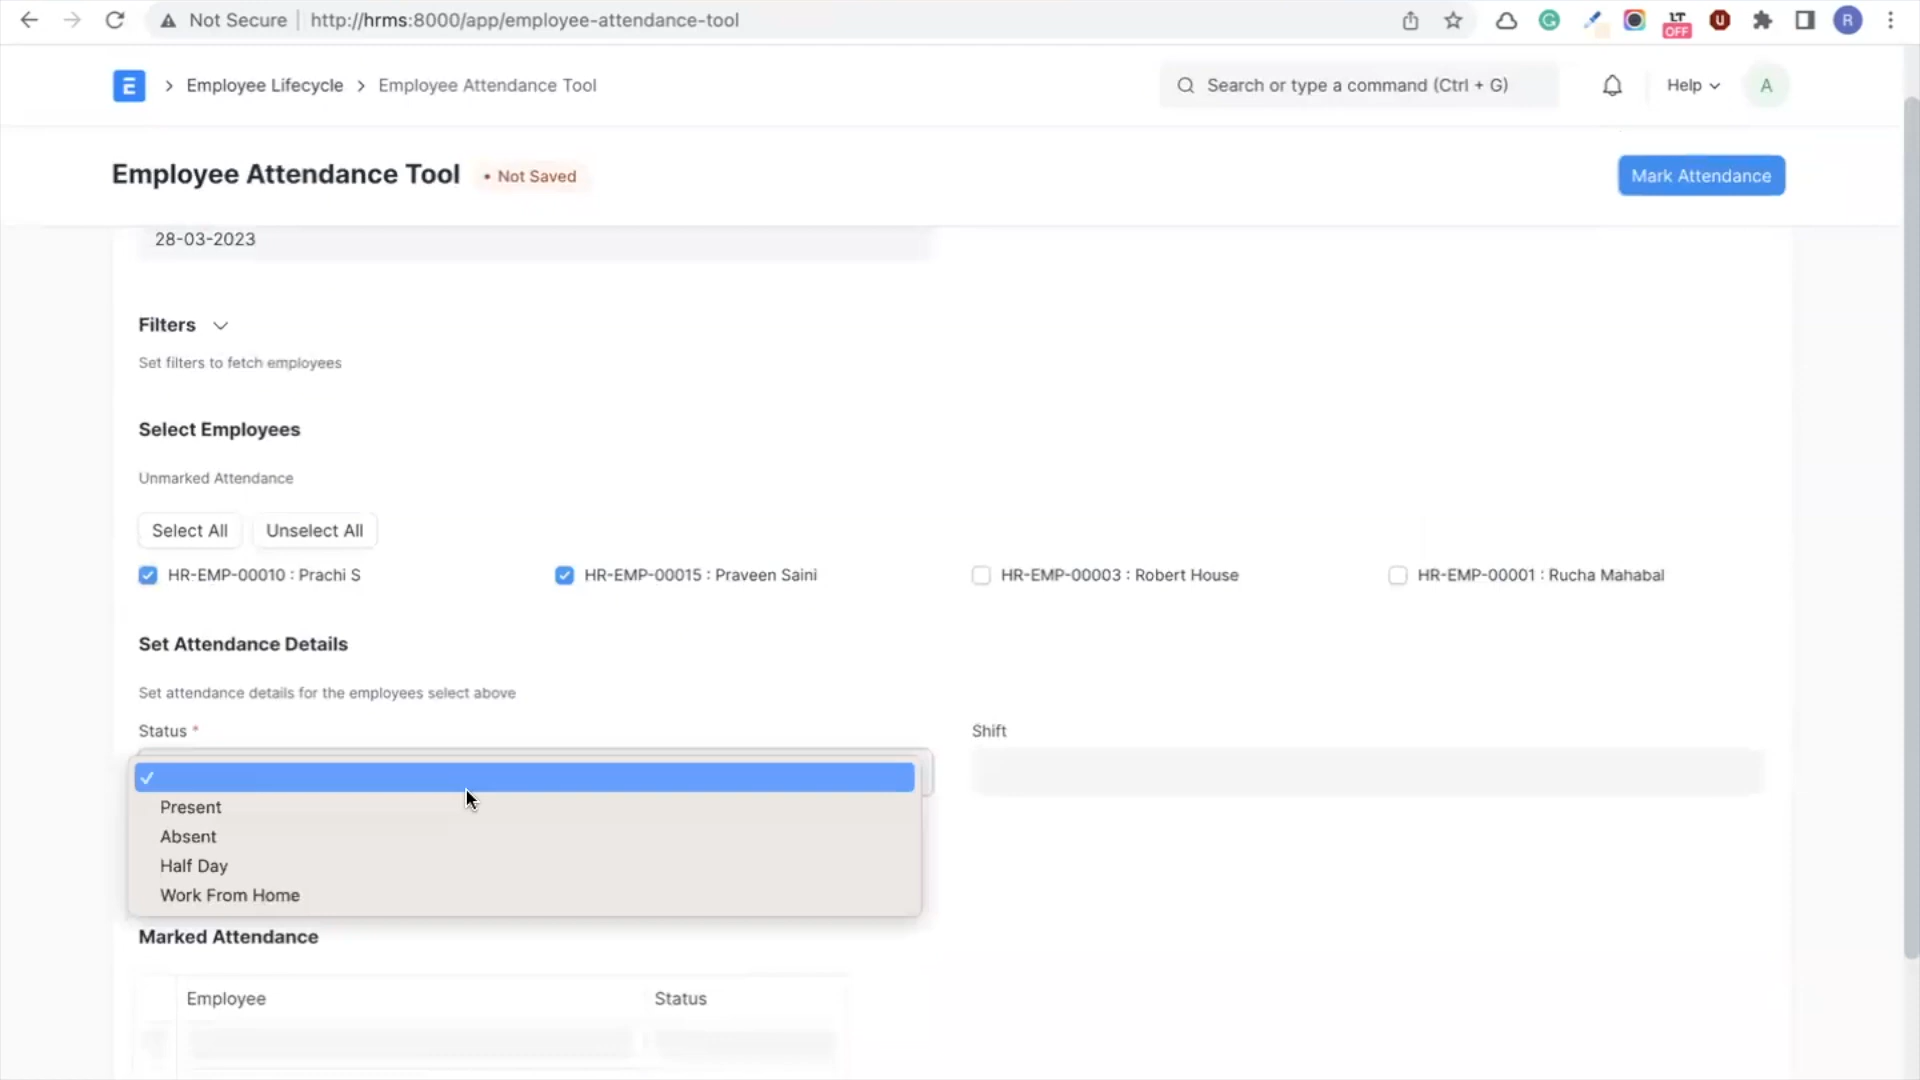 Not Secure | http://hrms:8000/app/employee-attendance-tool
LT
OFF
R
E > Employee Lifecycle > Employee Attendance Tool
Search or type a command (Ctrl + G)
Help
A
Employee Attendance Tool • Not Saved
Mark Attendance
28-03-2023
Filters
Set filters to fetch employees
Select Employees
Unmarked Attendance
Select All Unselect All
HR-EMP-00010 : Prachi S HR-EMP-00015 : Praveen Saini HR-EMP-00003 : Robert House HR-EMP-00001 : Rucha Mahabal
Set Attendance Details
Set attendance details for the employees select above
Status * Shift
Present
Absent
Half Day
Work From Home
Marked Attendance
Employee Status